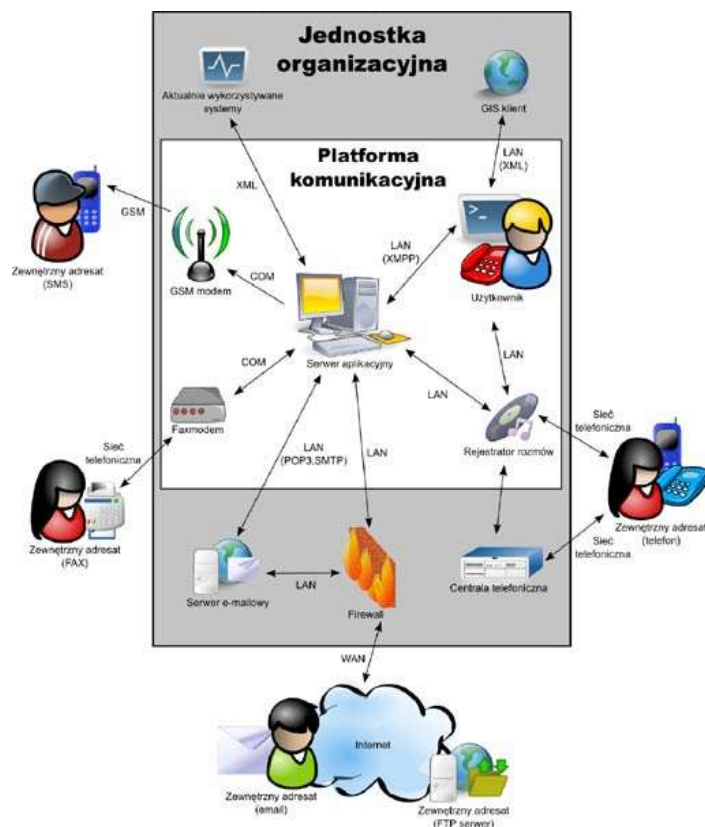 Jednostka
organizacyjna
Aktualnie wykorzystywane
systemy
GIS klient
LAN
(XML)
Platforma
komunikacyjna
XML
GSM
Zewnętrzny adresat
(SMS)
GSM modem
COM
LAN
(XMPP)
Użytkownik
Serwer aplikacyjny
LAN
COM
LAN
Faxmodem
Sieć
telefoniczna
Rejestrator rozmów
Sieć
telefoniczna
LAN
(POP3.SMTP)
LAN
Zewnętrzny adresat
(FAX)
Zewnętrzny adresat
(telefon)
Sieć
telefoniczna
Serwer e-mailowy
LAN
Firewall
Centrala telefoniczna
WAN
Internet
Zewnętrzny adresat
(email)
Zewnętrzny adresat
(FTP serwer)